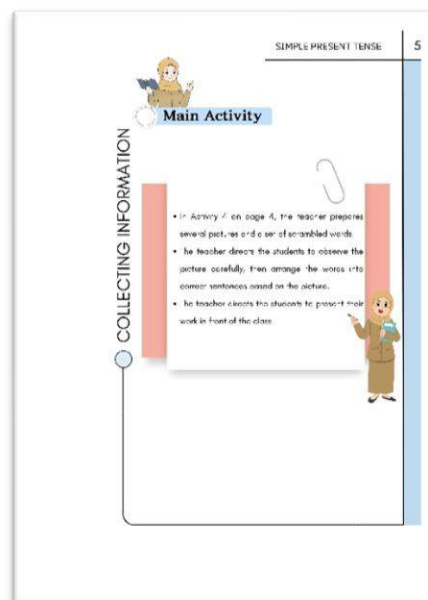 SIMPLE PRESENT TENSE 5
Main Activity
COLLECTING INFORMATION
• In Activity 4 on page 4, the teacher prepares
several pictures and a set of scrambled words.
• The teacher directs the students to observe the
picture carefully, then arrange the words into
correct sentences based on the picture.
• The teacher directs the students to present their
work in front of the class.